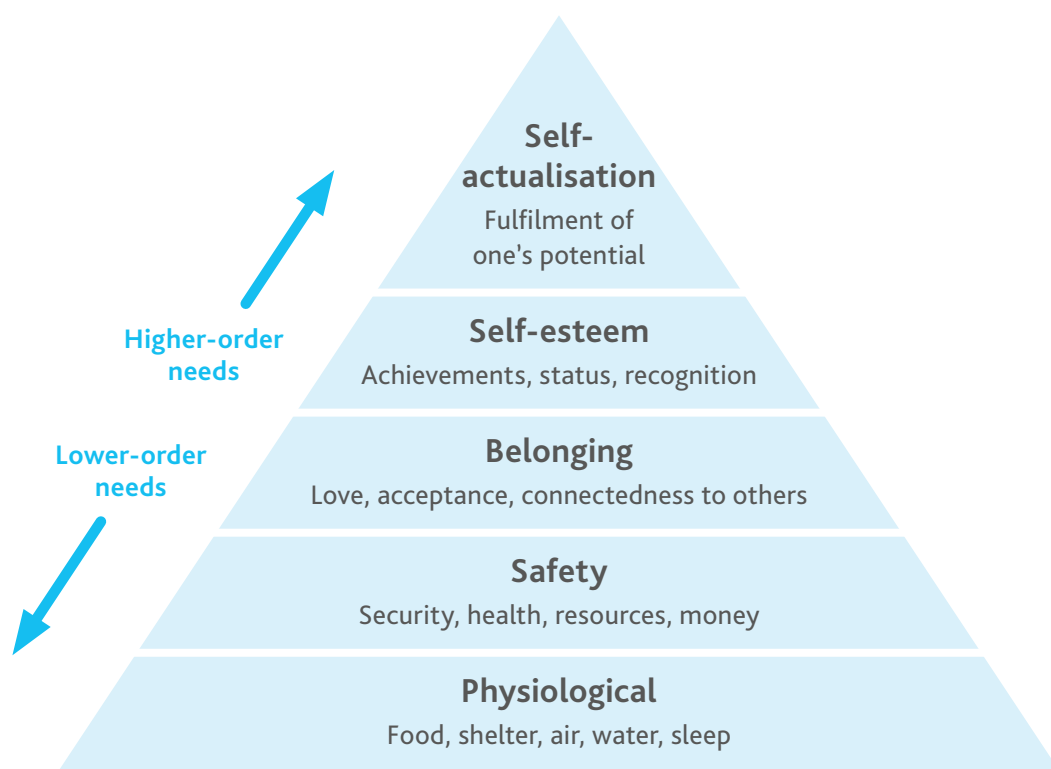 Self-
actualisation
Fulfilment of
one's potential
Higher-order
needs
Self-esteem
Achievements, status, recognition
Lower-order
needs
Belonging
Love, acceptance, connectedness to others
Safety
Security, health, resources, money
Physiological
Food, shelter, air, water, sleep